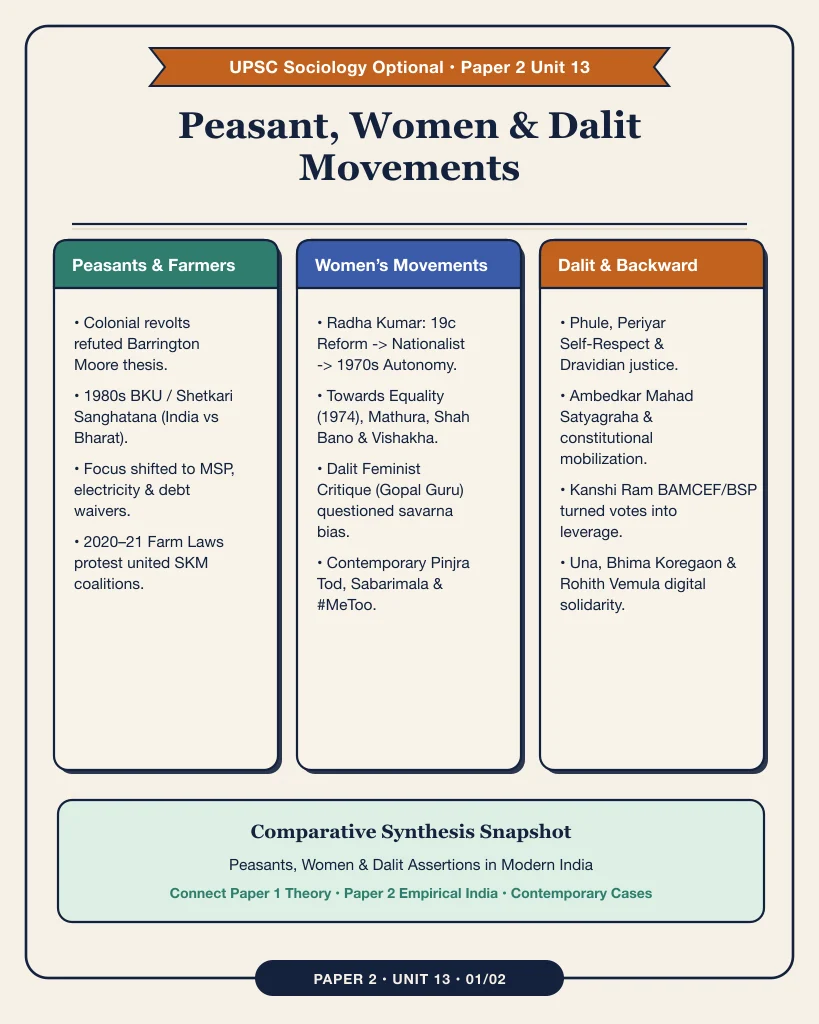 UPSC Sociology Optional • Paper 2 Unit 13
Peasant, Women & Dalit
Movements
Peasants & Farmers
• Colonial revolts
refuted Barrington
Moore thesis.
• 1980s BKU / Shetkari
Sanghatana (India vs
Bharat).
• Focus shifted to MSP,
electricity & debt
waivers.
• 2020–21 Farm Laws
protest united SKM
coalitions.
Women’s Movements
• Radha Kumar: 19c
Reform -> Nationalist
-> 1970s Autonomy.
• Towards Equality
(1974), Mathura, Shah
Bano & Vishakha.
• Dalit Feminist
Critique (Gopal Guru)
questioned savarna
bias.
• Contemporary Pinjra
Tod, Sabarimala &
#MeToo.
Dalit & Backward
• Phule, Periyar
Self-Respect &
Dravidian justice.
• Ambedkar Mahad
Satyagraha &
constitutional
mobilization.
• Kanshi Ram BAMCEF/BSP
turned votes into
leverage.
• Una, Bhima Koregaon &
Rohith Vemula digital
solidarity.
Comparative Synthesis Snapshot
Peasants, Women & Dalit Assertions in Modern India
Connect Paper 1 Theory • Paper 2 Empirical India • Contemporary Cases
PAPER 2 • UNIT 13 • 01/02